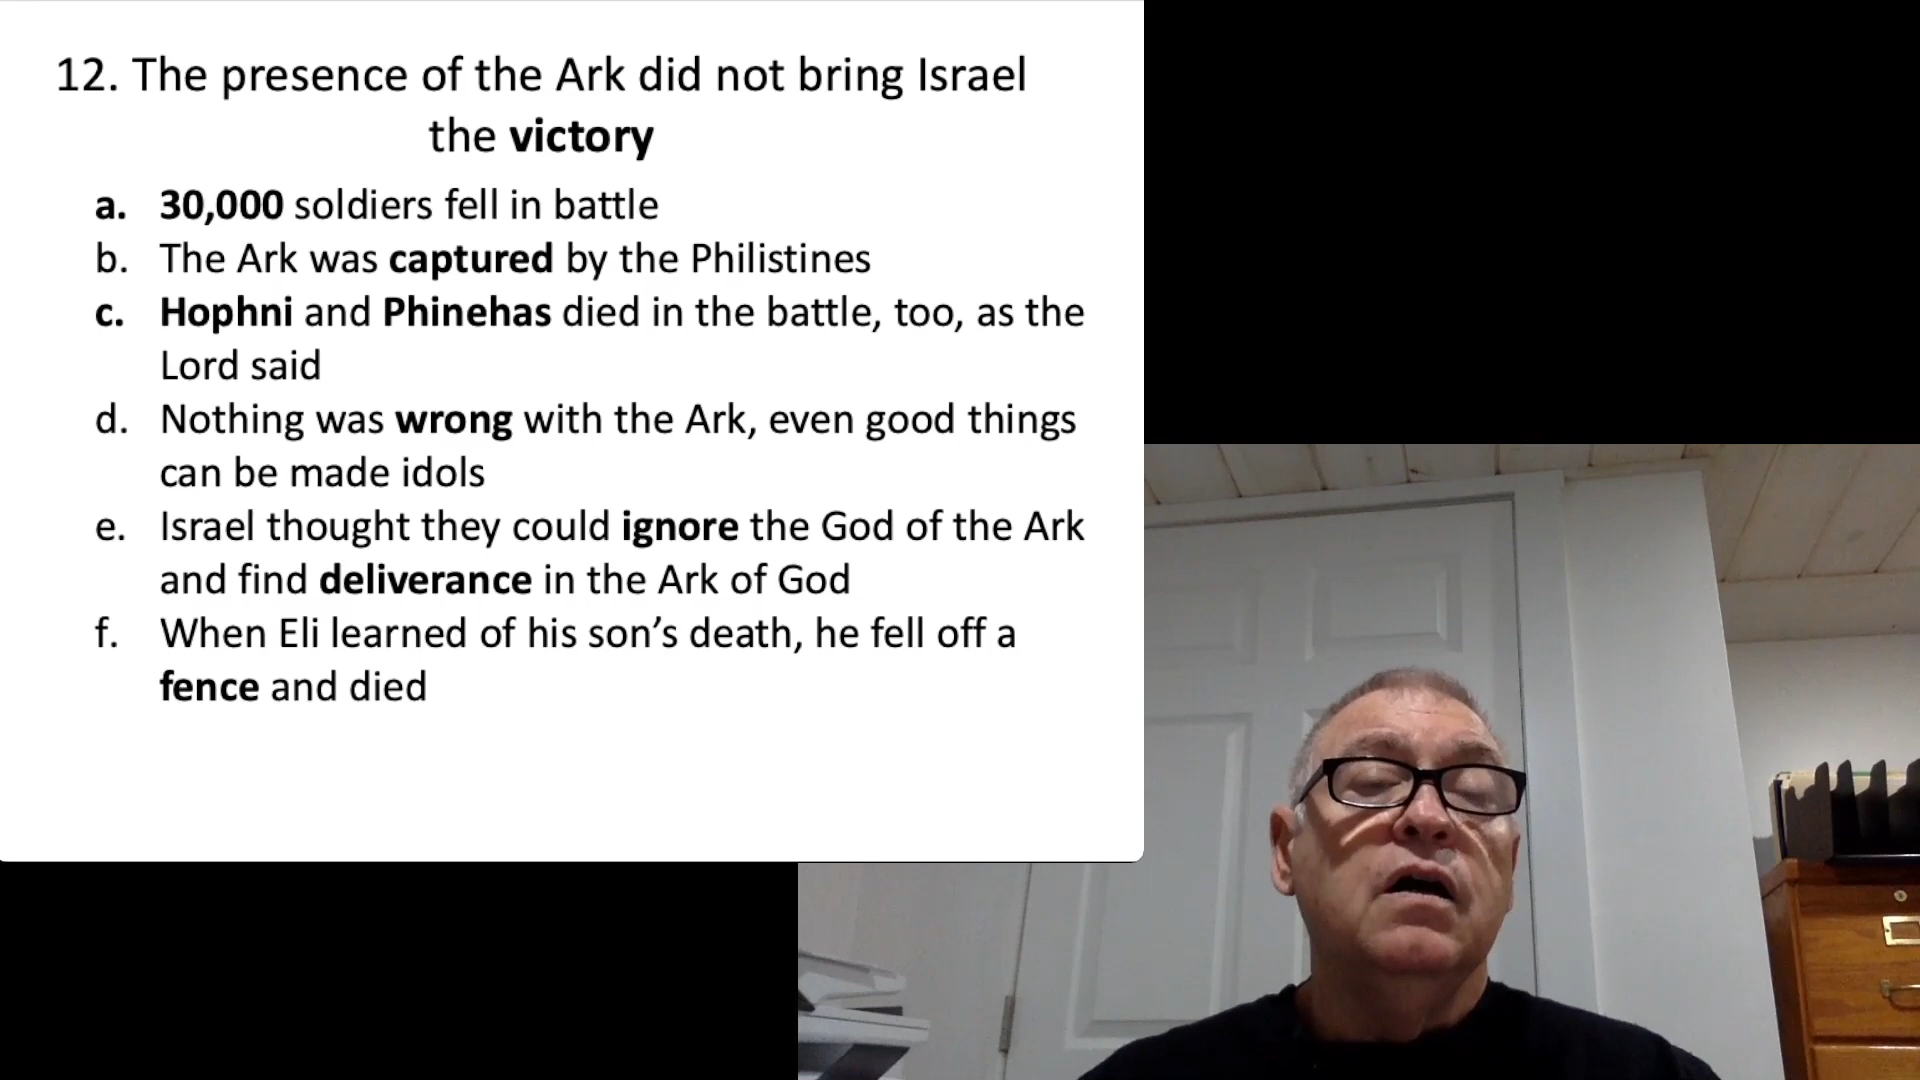 12. The presence of the Ark did not bring Israel
the victory
a. 30,000 soldiers fell in battle
b. The Ark was captured by the Philistines
c. Hophni and Phinehas died in the battle, too, as the
Lord said
d. Nothing was wrong with the Ark, even good things
can be made idols
e. Israel thought they could ignore the God of the Ark
and find deliverance in the Ark of God
f. When Eli learned of his son’s death, he fell off a
fence and died